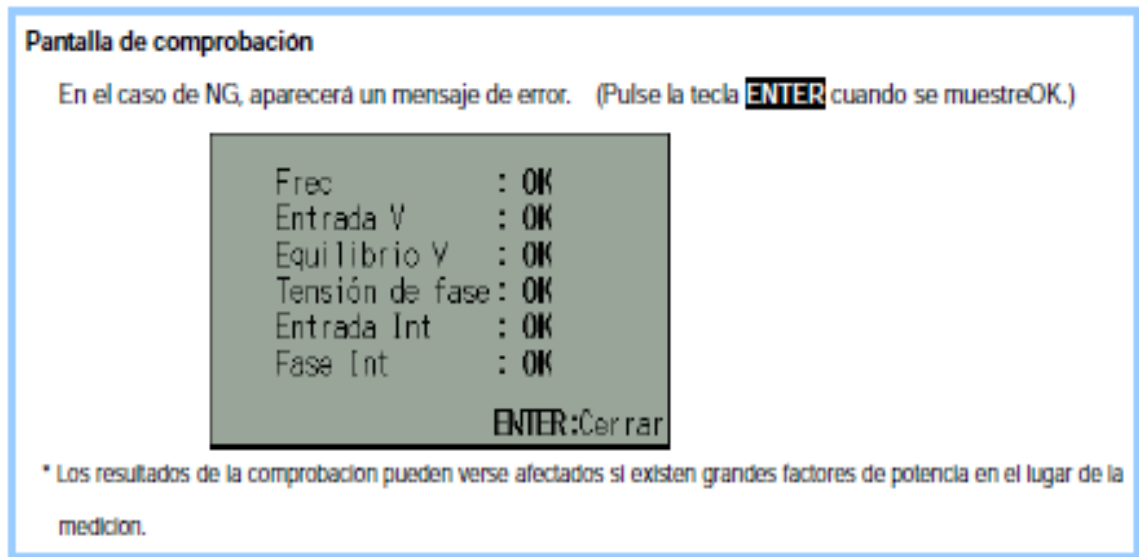 Pantalla de comprobación
En el caso de NG, aparecerá un mensaje de error. (Pulse la tecla ENTER cuando se muestreOK.)
Frec : OK
Entrada V : OK
Equilibrio V : OK
Tensión de fase: OK
Entrada Int : OK
Fase Int : OK
ENTER:Cerrar
* Los resultados de la comprobacion pueden verse afectados si existen grandes factores de potencia en el lugar de la
medicion.